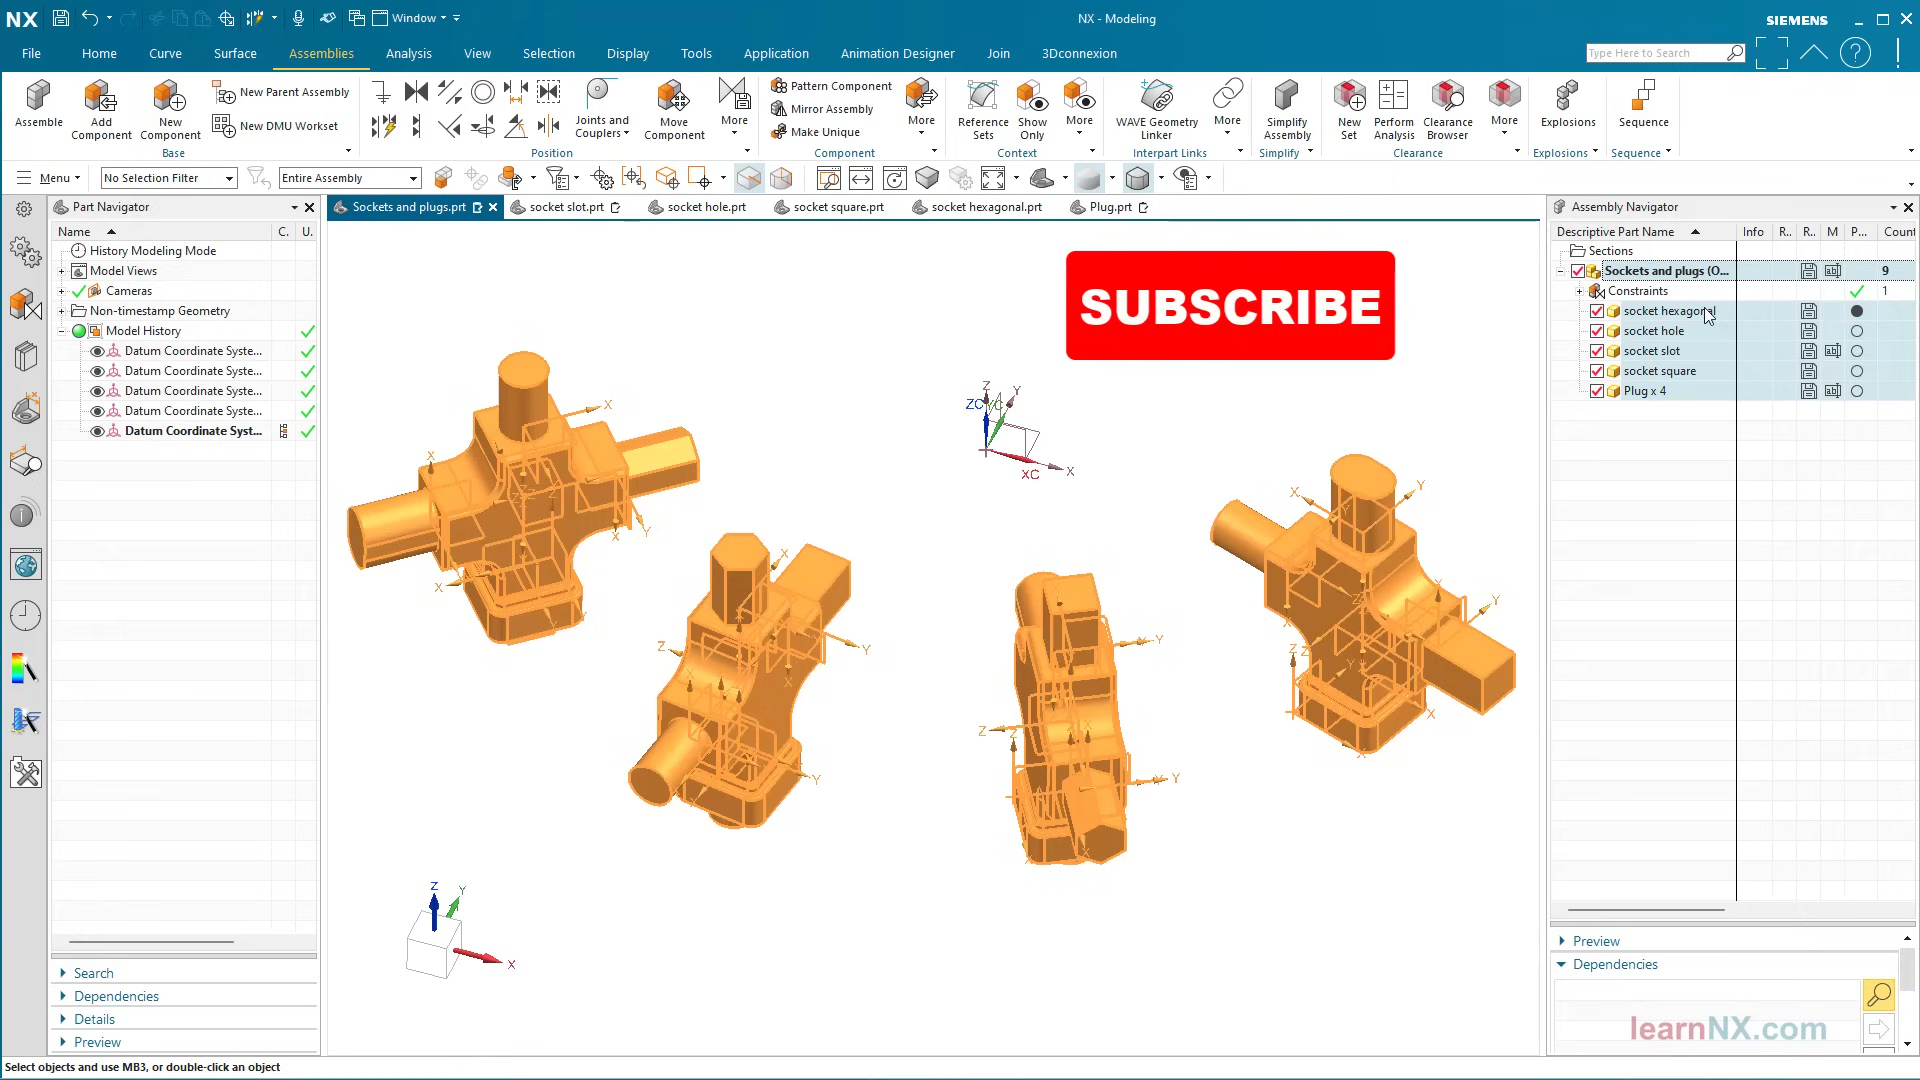 NX
Window
NX - Modeling
SIEMENS
File
Home
Curve
Surface
Assemblies
Analysis
View
Selection
Display
Tools
Application
Animation Designer
Join
3Dconnexion
Type Here to Search
Assembly
Add
Component
New
Component
New Parent Assembly
New DMU Workset
Base
Joints and
Couplers
Move
Component
More
Position
Pattern Component
Mirror Assembly
Make Unique
More
Component
Reference
Sets
Show
Only
More
Context
WAVE Geometry
Linker
More
Interpart Links
Simplify
Assembly
Simplify
New
Set
Perform
Analysis
Clearance
Browser
More
Clearance
Explosions
Explosions
Sequence
Sequence
Menu
No Selection Filter
Entire Assembly
Part Navigator
Name C. U.
History Modeling Mode
Model Views
Cameras
Non-timestamp Geometry
Model History
Datum Coordinate Syste...
Datum Coordinate Syste...
Datum Coordinate Syste...
Datum Coordinate Syste...
Datum Coordinate Syst...
Search
Dependencies
Details
Preview
Sockets and plugs.prt
socket slot.prt
socket hole.prt
socket square.prt
socket hexagonal.prt
Plug.prt
SUBSCRIBE
Z Y
ZC YC
XC X
Z Y
X
Assembly Navigator
Descriptive Part Name Info R.. R.. M P... Count
Sections
Sockets and plugs (O... 9
Constraints 1
socket hexagonal
socket hole
socket slot
socket square
Plug x 4
Preview
Dependencies
learnNX.com
Select objects and use MB3, or double-click an object